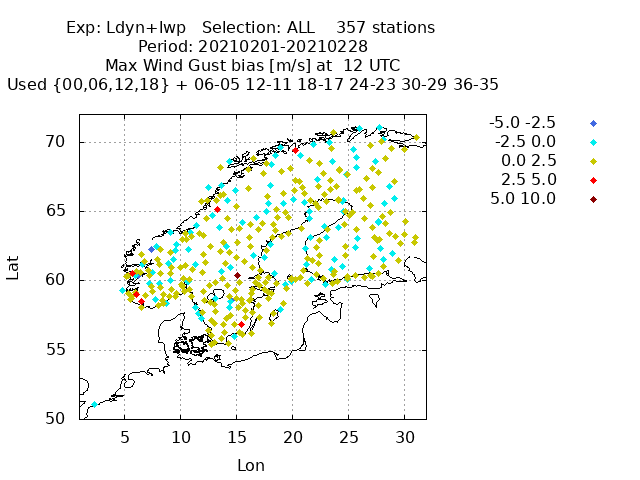 Exp: Ldyn+lwp   Selection: ALL    357 stations
Period: 20210201-20210228
Max Wind Gust bias [m/s] at  12 UTC
Used {00,06,12,18} + 06-05 12-11 18-17 24-23 30-29 36-35
-5.0 -2.5
-2.5 0.0
0.0 2.5
2.5 5.0
5.0 10.0
70
65
60
55
50
Lat
5 10 15 20 25 30
Lon